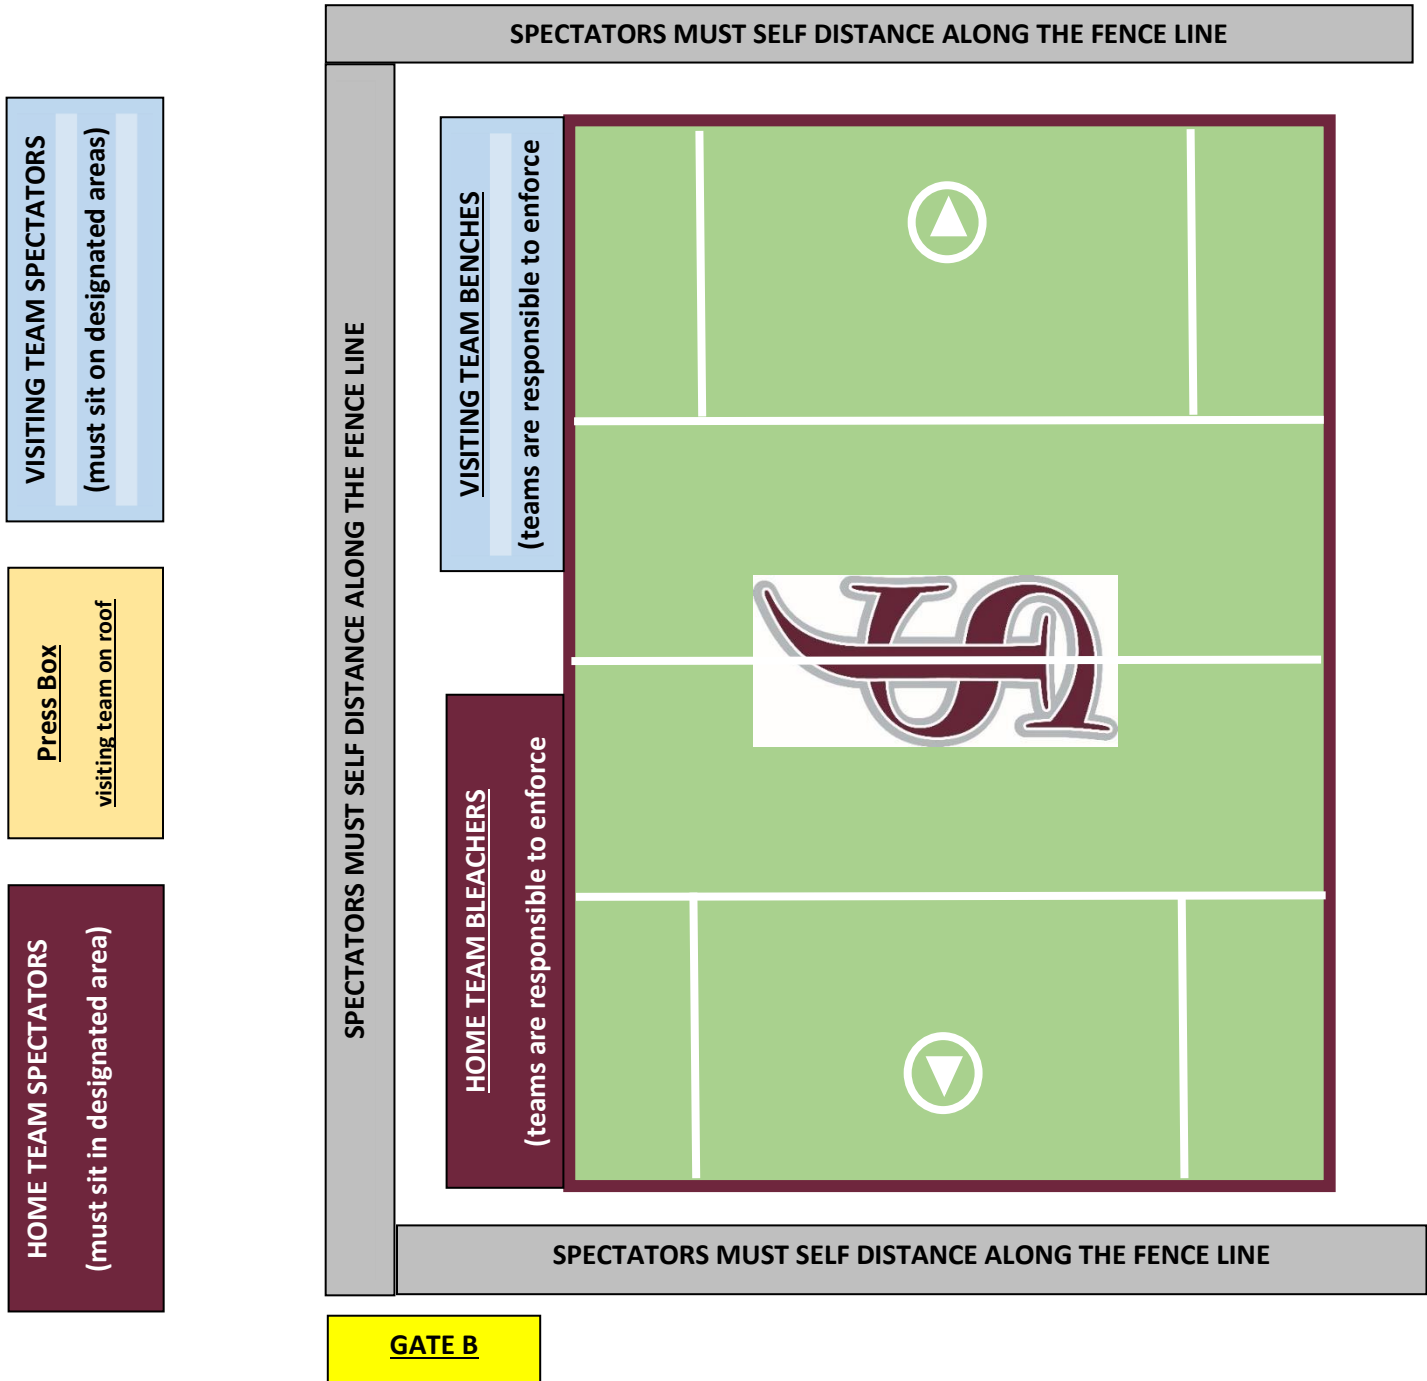 SPECTATORS MUST SELF DISTANCE ALONG THE FENCE LINE
VISITING TEAM SPECTATORS
(must sit on designated areas)
Press Box
visiting team on roof
HOME TEAM SPECTATORS
(must sit in designated area)
SPECTATORS MUST SELF DISTANCE ALONG THE FENCE LINE
VISITING TEAM BENCHES
(teams are responsible to enforce
HOME TEAM BLEACHERS
(teams are responsible to enforce
SPECTATORS MUST SELF DISTANCE ALONG THE FENCE LINE
GATE B